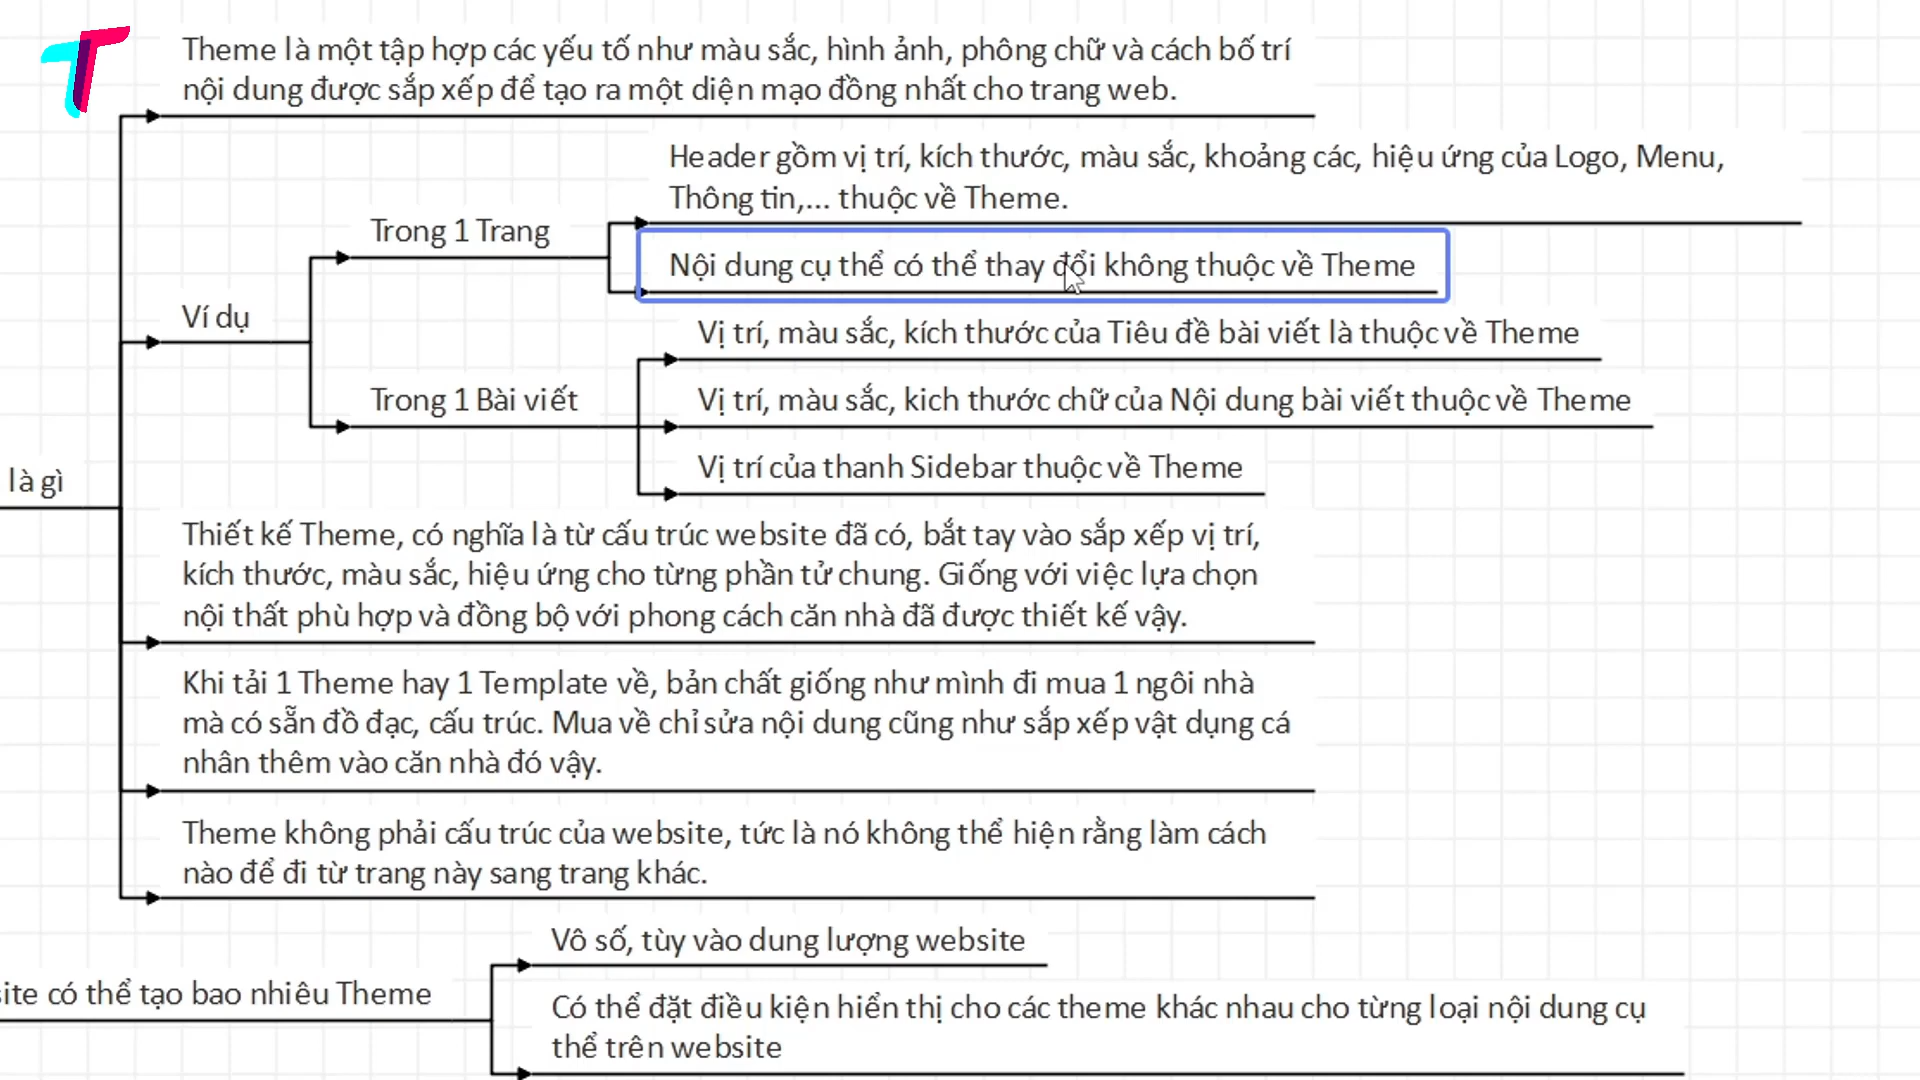 Theme là một tập hợp các yếu tố như màu sắc, hình ảnh, phông chữ và cách bố trí
nội dung được sắp xếp để tạo ra một diện mạo đồng nhất cho trang web.
Header gồm vị trí, kích thước, màu sắc, khoảng các, hiệu ứng của Logo, Menu,
Thông tin,... thuộc về Theme.
Trong 1 Trang
Nội dung cụ thể có thể thay đổi không thuộc về Theme
Ví dụ
Vị trí, màu sắc, kích thước của Tiêu đề bài viết là thuộc về Theme
Trong 1 Bài viết
Vị trí, màu sắc, kich thước chữ của Nội dung bài viết thuộc về Theme
Vị trí của thanh Sidebar thuộc về Theme
là gì
Thiết kế Theme, có nghĩa là từ cấu trúc website đã có, bắt tay vào sắp xếp vị trí,
kích thước, màu sắc, hiệu ứng cho từng phần tử chung. Giống với việc lựa chọn
nội thất phù hợp và đồng bộ với phong cách căn nhà đã được thiết kế vậy.
Khi tải 1 Theme hay 1 Template về, bản chất giống như mình đi mua 1 ngôi nhà
mà có sẵn đồ đạc, cấu trúc. Mua về chỉ sửa nội dung cũng như sắp xếp vật dụng cá
nhân thêm vào căn nhà đó vậy.
Theme không phải cấu trúc của website, tức là nó không thể hiện rằng làm cách
nào để đi từ trang này sang trang khác.
Vô số, tùy vào dung lượng website
site có thể tạo bao nhiêu Theme
Có thể đặt điều kiện hiển thị cho các theme khác nhau cho từng loại nội dung cụ
thể trên website